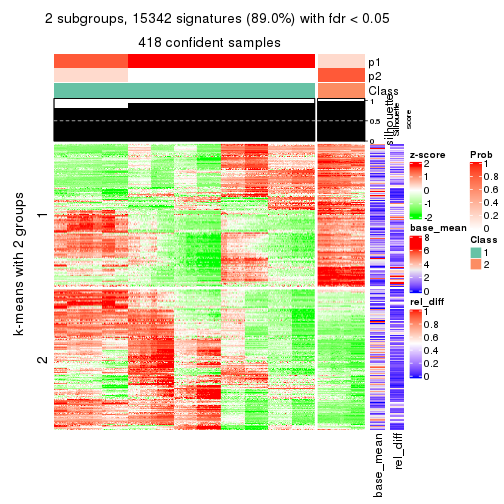 2 subgroups, 15342 signatures (89.0%) with fdr < 0.05
418 confident samples
p1
p2
Class
silhouette
Silhouette
score
1
0.5
0
k-means with 2 groups
1
2
base_mean
rel_diff
z-score
2
1
0
-1
-2
base_mean
8
6
4
2
0
rel_diff
1
0.8
0.6
0.4
0.2
0
Prob
1
0.8
0.6
0.4
0.2
0
Class
1
2